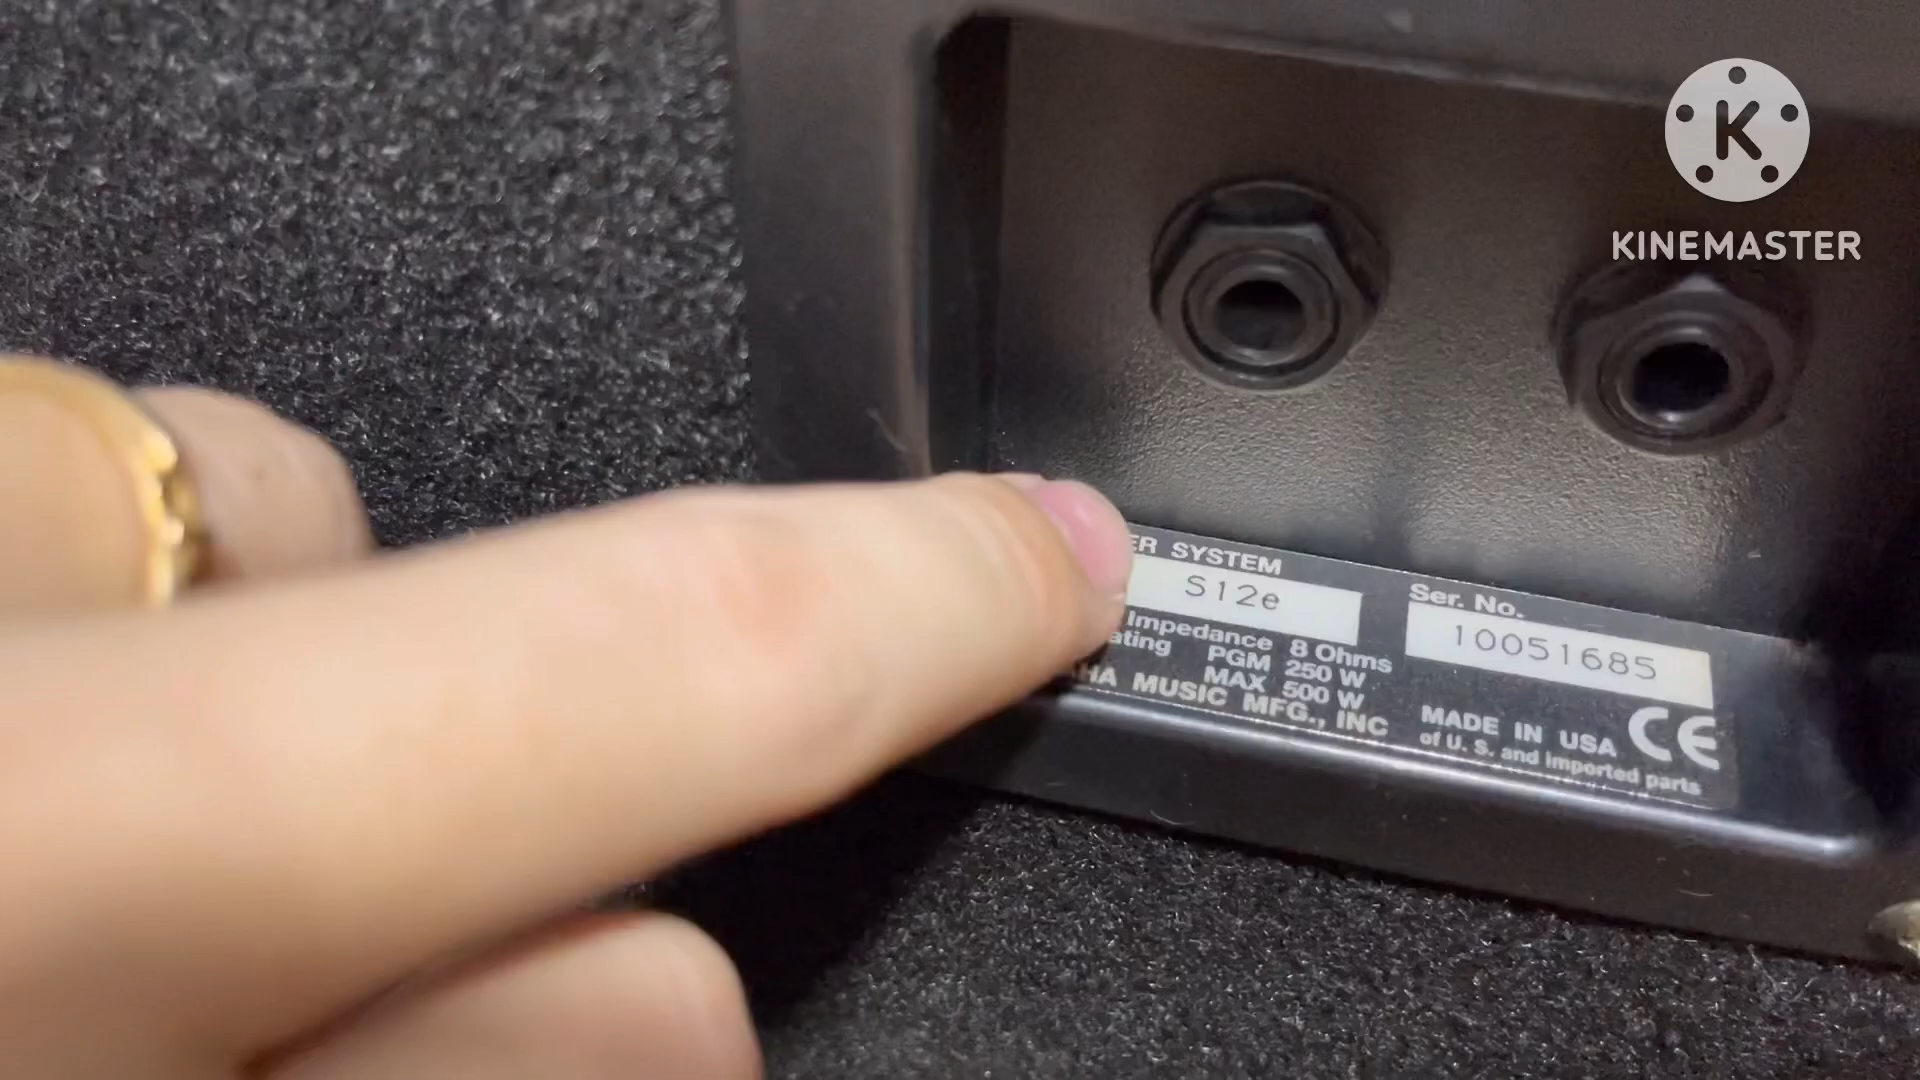 K
KINEMASTER
ER SYSTEM
S12e
Ser. No.
10051685
Impedance 8 Ohms
ating PGM 250 W
MAX 500 W
HA MUSIC MFG., INC
MADE IN USA CE
of U. S. and imported parts